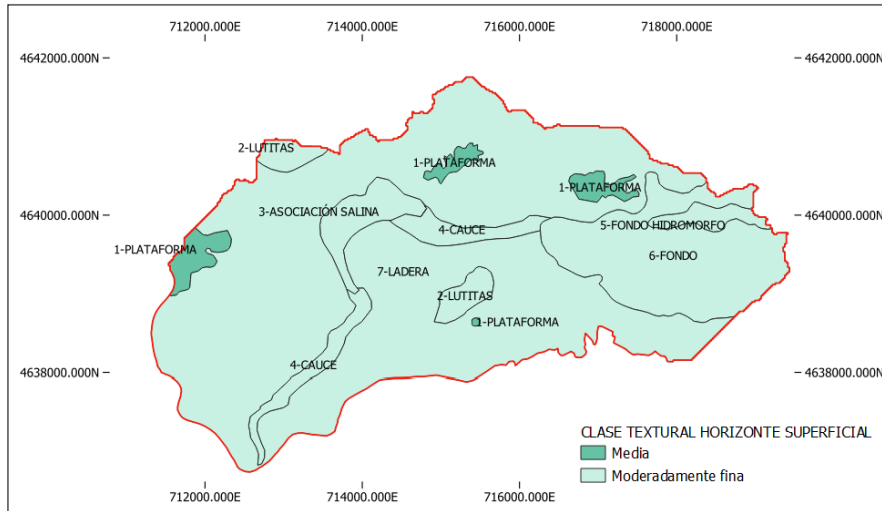 712000.000E 714000.000E 716000.000E 718000.000E
4642000.000N 4642000.000N
2-LUTITAS
1-PLATAFORMA
1-PLATAFORMA
3-ASOCIACIÓN SALINA
4640000.000N 4640000.000N
4-CAUCE
5-FONDO HIDROMORFO
1-PLATAFORMA
6-FONDO
7-LADERA
2-LUTITAS
1-PLATAFORMA
4-CAUCE
4638000.000N 4638000.000N
CLASE TEXTURAL HORIZONTE SUPERFICIAL
Media
Moderadamente fina
712000.000E 714000.000E 716000.000E